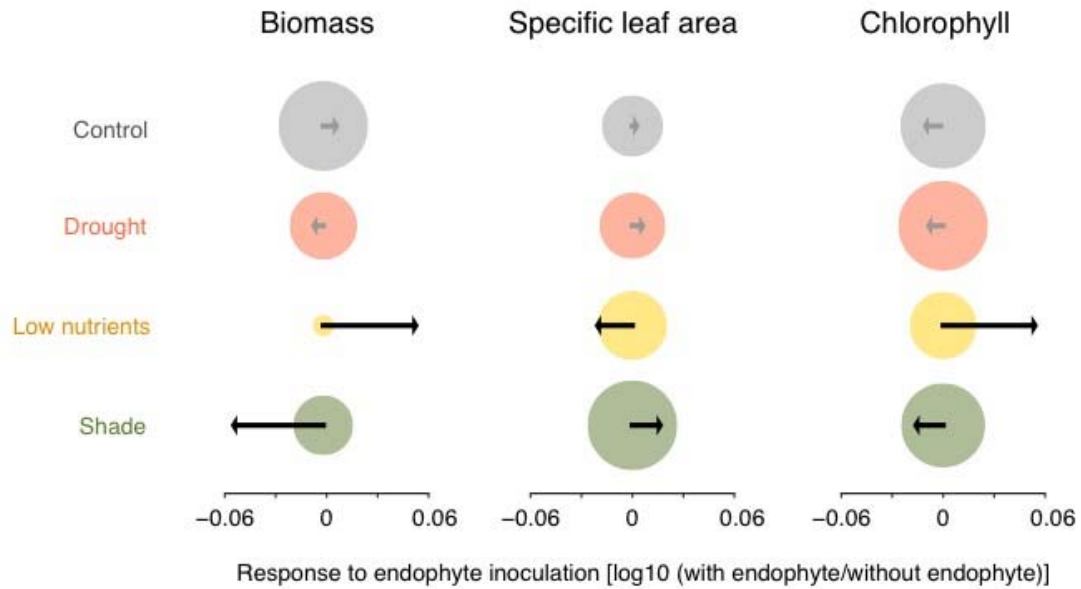 Biomass Specific leaf area Chlorophyll
Control
Drought
Low nutrients
Shade
−0.06 0 0.06 −0.06 0 0.06 −0.06 0 0.06
Response to endophyte inoculation [log10 (with endophyte/without endophyte)]